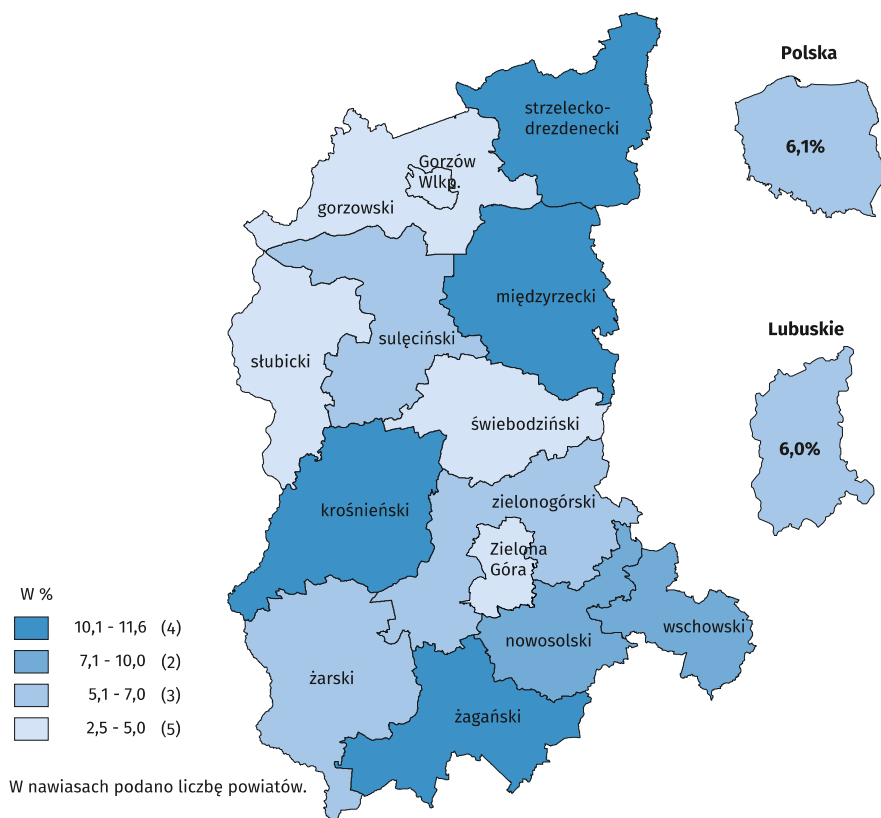 Polska
6,1%
strzelecko-
drezdenecki
Gorzów
Wlkp.
gorzowski
międzyrzecki
sulęciński
słubicki
Lubuskie
6,0%
świebodziński
krośnieński
zielonogórski
Zielona
Góra
nowosolski
wschowski
żarski
żagański
W %
10,1 - 11,6 (4)
7,1 - 10,0 (2)
5,1 - 7,0 (3)
2,5 - 5,0 (5)
W nawiasach podano liczbę powiatów.